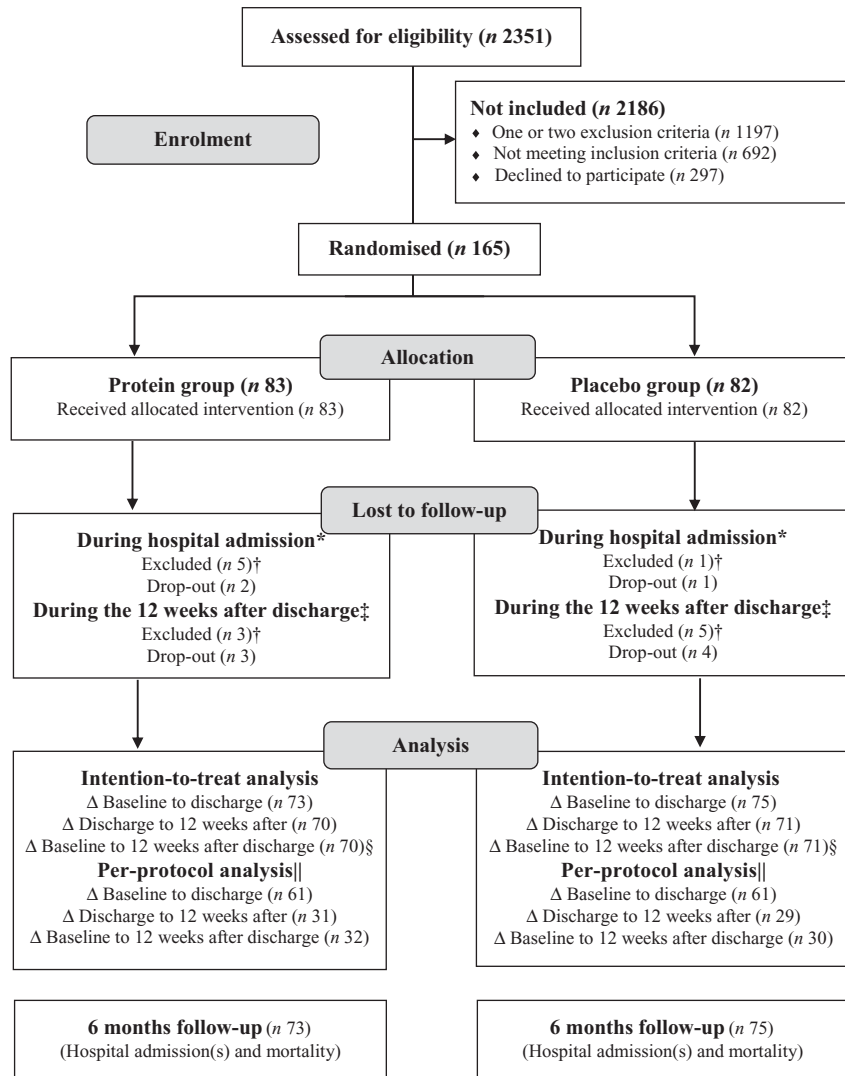 Assessed for eligibility (n 2351)
Enrolment
Not included (n 2186)
♦ One or two exclusion criteria (n 1197)
♦ Not meeting inclusion criteria (n 692)
♦ Declined to participate (n 297)
Randomised (n 165)
Allocation
Protein group (n 83)
Received allocated intervention (n 83)
Placebo group (n 82)
Received allocated intervention (n 82)
Lost to follow-up
During hospital admission*
Excluded (n 5)†
Drop-out (n 2)
During the 12 weeks after discharge‡
Excluded (n 3)†
Drop-out (n 3)
During hospital admission*
Excluded (n 1)†
Drop-out (n 1)
During the 12 weeks after discharge‡
Excluded (n 5)†
Drop-out (n 4)
Analysis
Intention-to-treat analysis
Δ Baseline to discharge (n 73)
Δ Discharge to 12 weeks after (n 70)
Δ Baseline to 12 weeks after discharge (n 70)§
Per-protocol analysis||
Δ Baseline to discharge (n 61)
Δ Discharge to 12 weeks after (n 31)
Δ Baseline to 12 weeks after discharge (n 32)
Intention-to-treat analysis
Δ Baseline to discharge (n 75)
Δ Discharge to 12 weeks after (n 71)
Δ Baseline to 12 weeks after discharge (n 71)§
Per-protocol analysis||
Δ Baseline to discharge (n 61)
Δ Discharge to 12 weeks after (n 29)
Δ Baseline to 12 weeks after discharge (n 30)
6 months follow-up (n 73)
(Hospital admission(s) and mortality)
6 months follow-up (n 75)
(Hospital admission(s) and mortality)